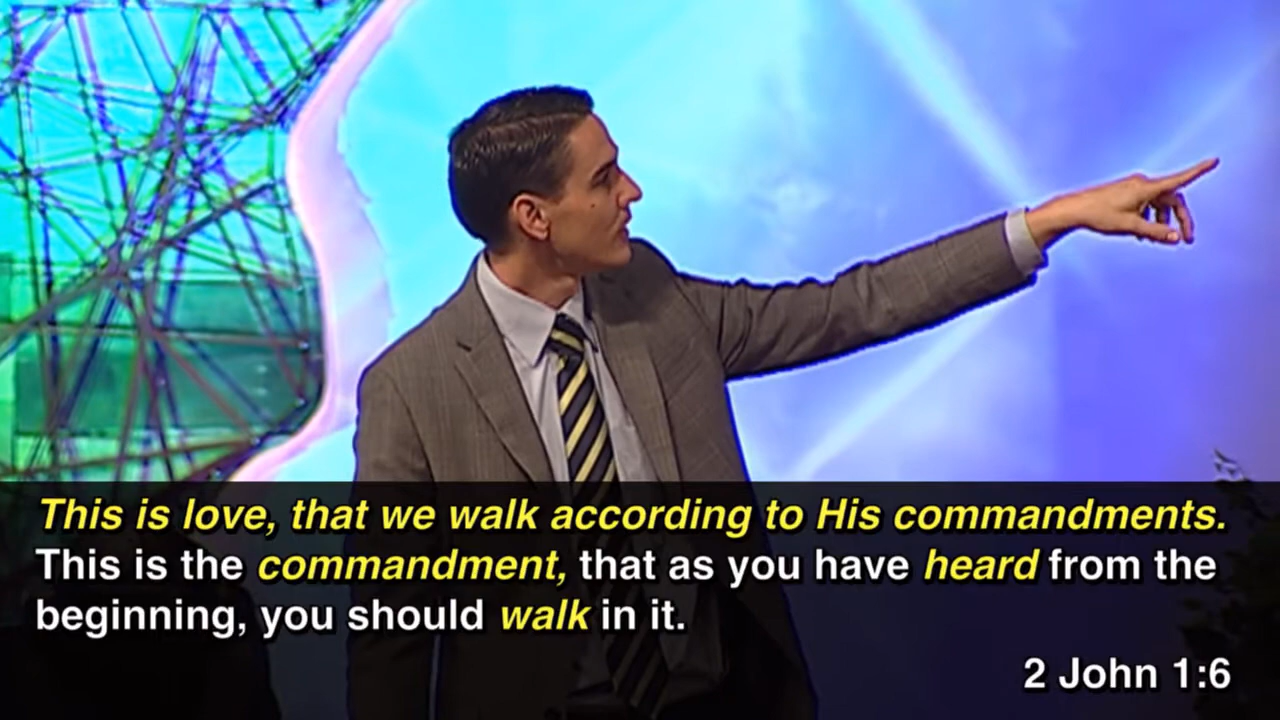 This is love, that we walk according to His commandments.
This is the commandment, that as you have heard from the
beginning, you should walk in it.
2 John 1:6